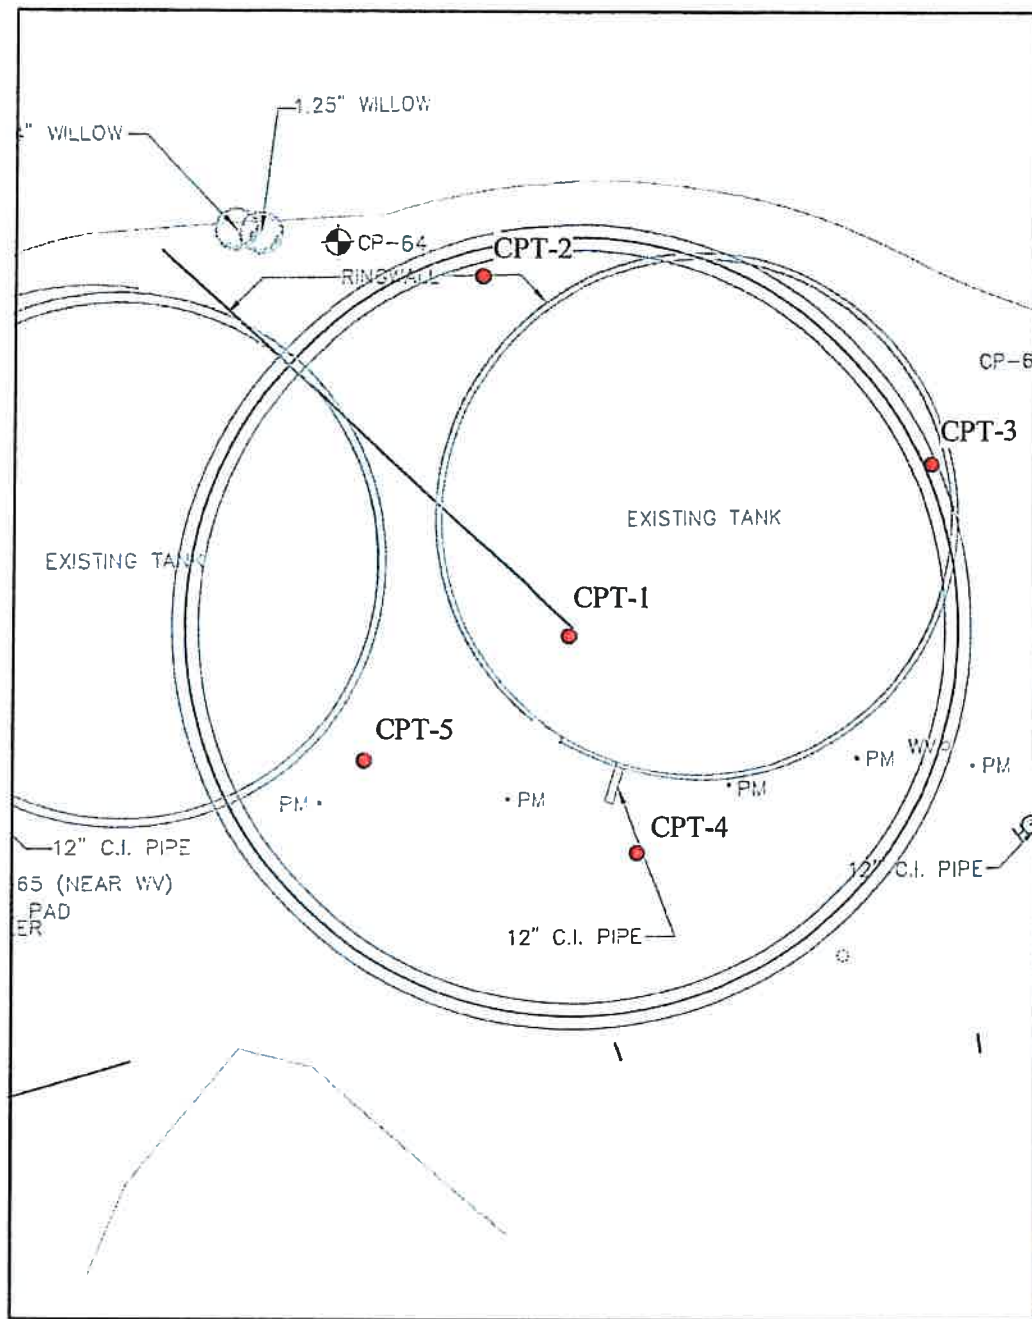 1.25" WILLOW
" WILLOW
CP-64
CPT-2
RINGWALL
CP-6
CPT-3
EXISTING TANK
EXISTING TANK
CPT-1
CPT-5
WV
PM
PM
PM
PM
PM
CPT-4
12" C.I. PIPE
12" C.I. PIPE
65 (NEAR WV)
PAD
ER
12" C.I. PIPE